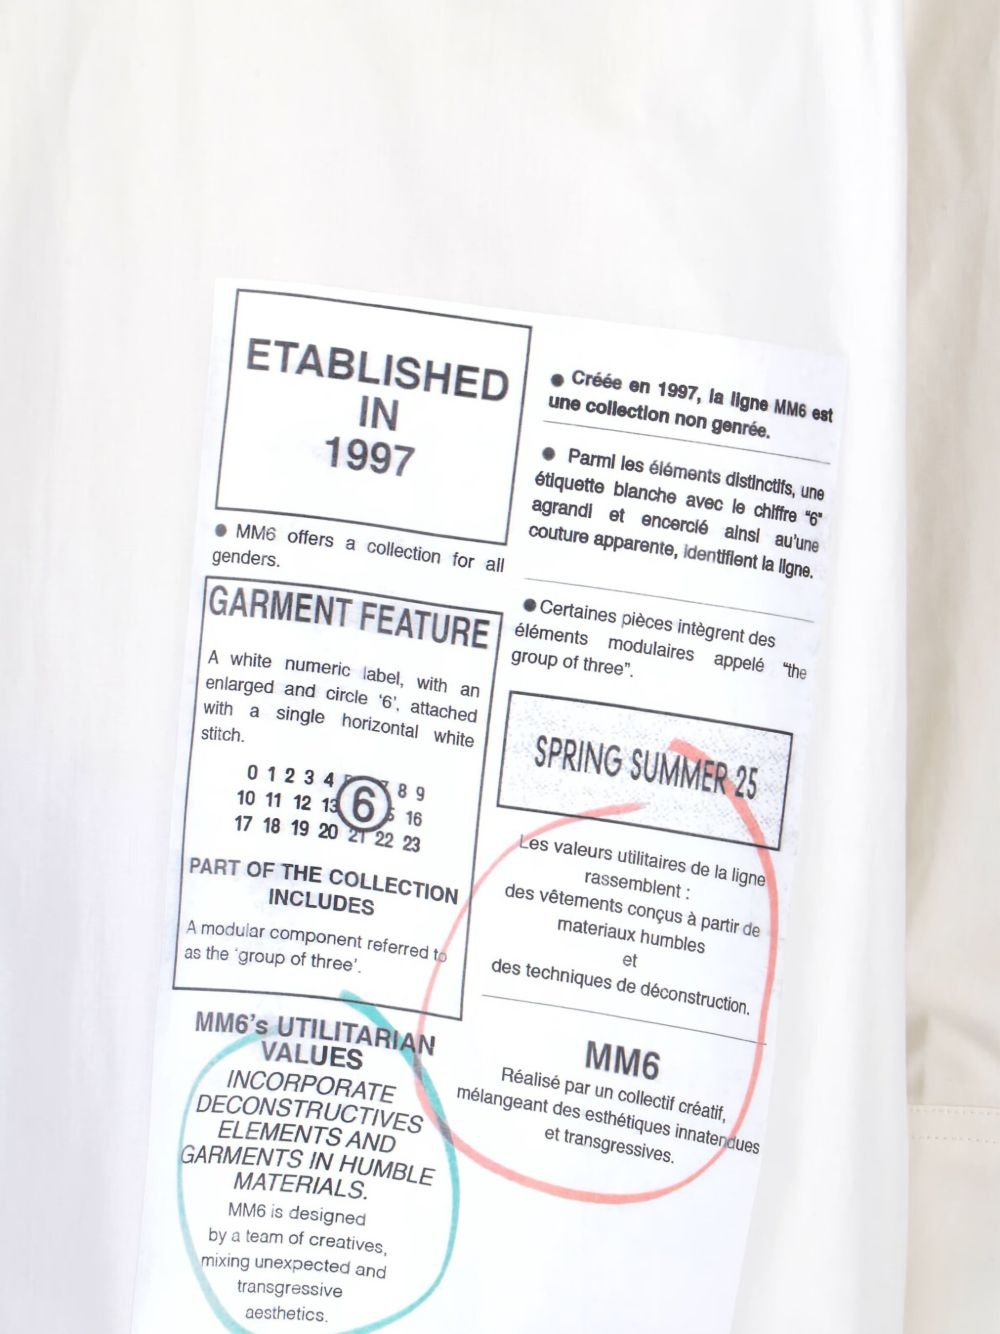 ETABLISHED
IN
1997
● MM6 offers a collection for all
genders.
GARMENT FEATURE
A white numeric label, with an
enlarged and circle ‘6’, attached
with a single horizontal white
stitch.
0 1 2 3 4 8 9
10 11 12 13 6 16
17 18 19 20 21 22 23
PART OF THE COLLECTION
INCLUDES
A modular component referred to
as the ‘group of three’.
MM6’s UTILITARIAN
VALUES
INCORPORATE
DECONSTRUCTIVES
ELEMENTS AND
GARMENTS IN HUMBLE
MATERIALS.
MM6 is designed
by a team of creatives,
mixing unexpected and
transgressive
aesthetics.
● Créée en 1997, la ligne MM6 est
une collection non genrée.
● Parmi les éléments distinctifs, une
étiquette blanche avec le chiffre “6”
agrandi et encerclé ainsi au'une
couture apparente, identifient la ligne.
● Certaines pièces intègrent des
éléments modulaires appelé “the
group of three”.
SPRING SUMMER 25
Les valeurs utilitaires de la ligne
rassemblent :
des vêtements conçus à partir de
materiaux humbles
et
des techniques de déconstruction.
MM6
Réalisé par un collectif créatif,
mélangeant des esthétiques innatendues
et transgressives.